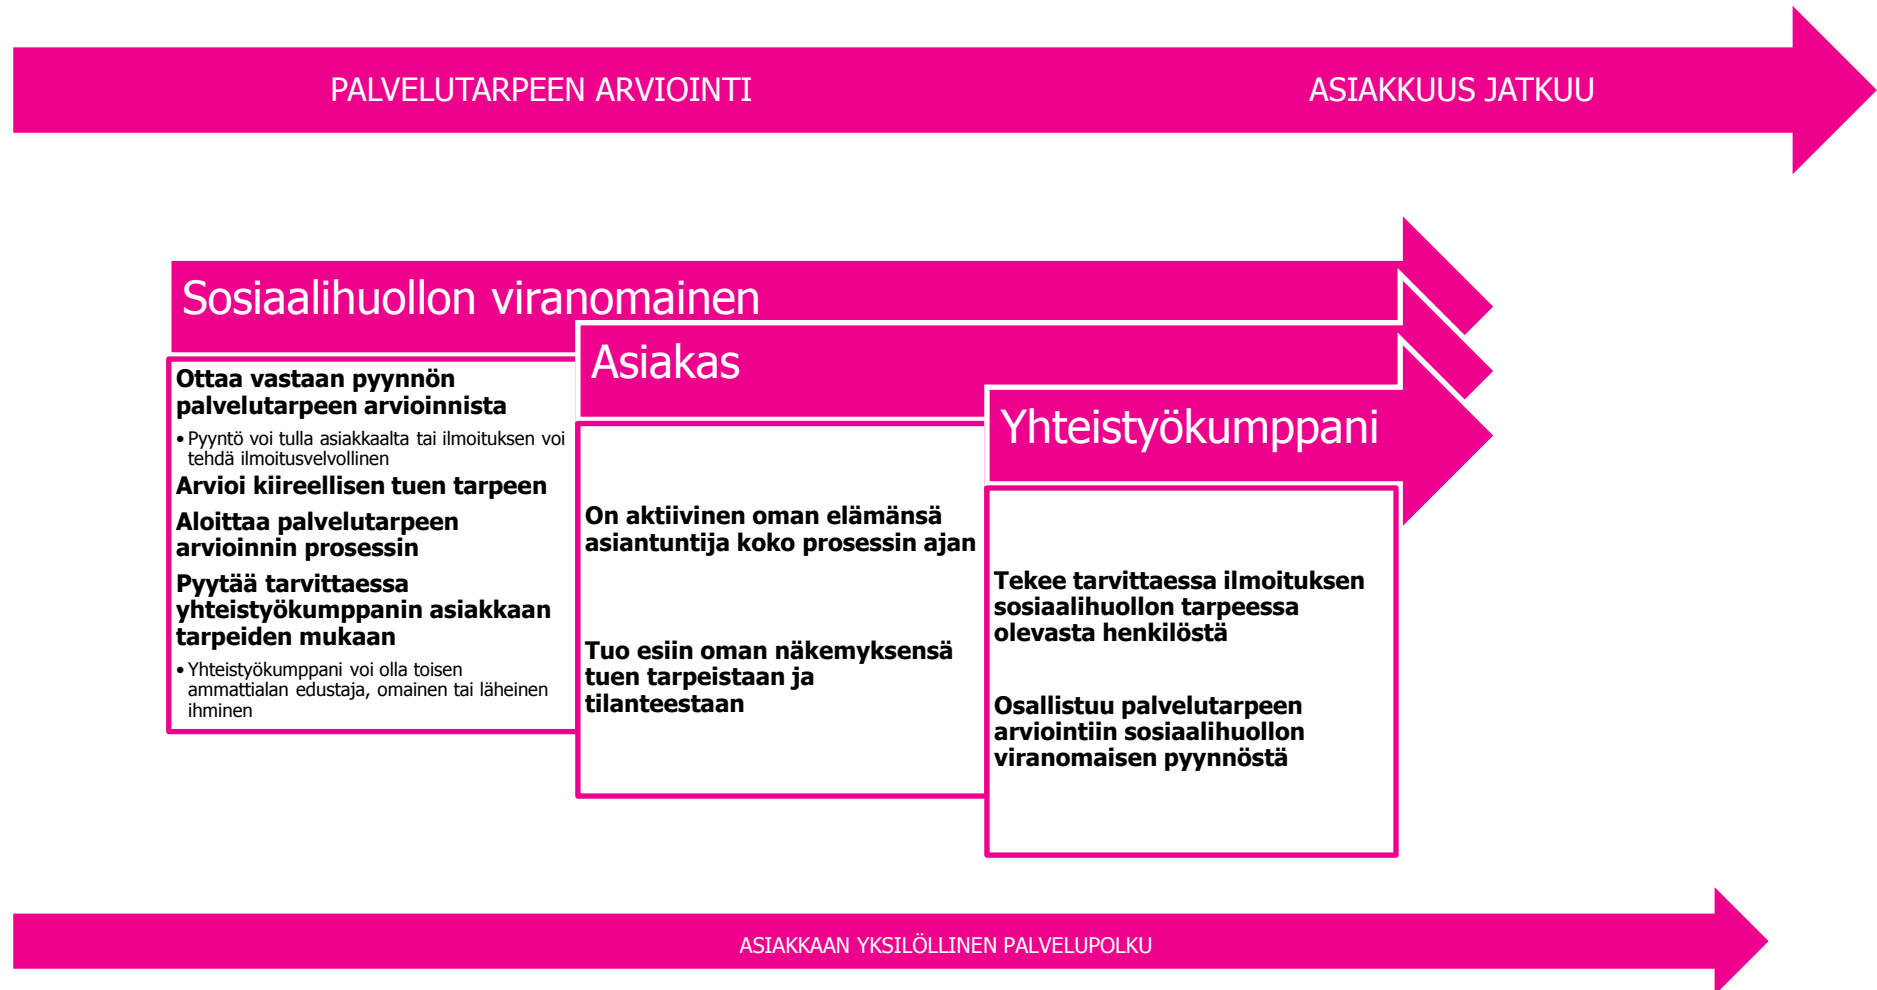 PALVELUTARPEEN ARVIOINTI
ASIAKKUUS JATKUU
Sosiaalihuollon viranomainen
Ottaa vastaan pyynnön
palvelutarpeen arvioinnista
• Pyyntö voi tulla asiakkaalta tai ilmoituksen voi
tehdä ilmoitusvelvollinen
Arvioi kiireellisen tuen tarpeen
Aloittaa palvelutarpeen
arvioinnin prosessin
Pyytää tarvittaessa
yhteistyökumppanin asiakkaan
tarpeiden mukaan
• Yhteistyökumppani voi olla toisen
ammattialan edustaja, omainen tai läheinen
ihminen
Asiakas
On aktiivinen oman elämänsä
asiantuntija koko prosessin ajan
Tuo esiin oman näkemyksensä
tuen tarpeistaan ja
tilanteestaan
Yhteistyökumppani
Tekee tarvittaessa ilmoituksen
sosiaalihuollon tarpeessa
olevasta henkilöstä
Osallistuu palvelutarpeen
arviointiin sosiaalihuollon
viranomaisen pyynnöstä
ASIAKKAAN YKSILÖLLINEN PALVELUPOLKU